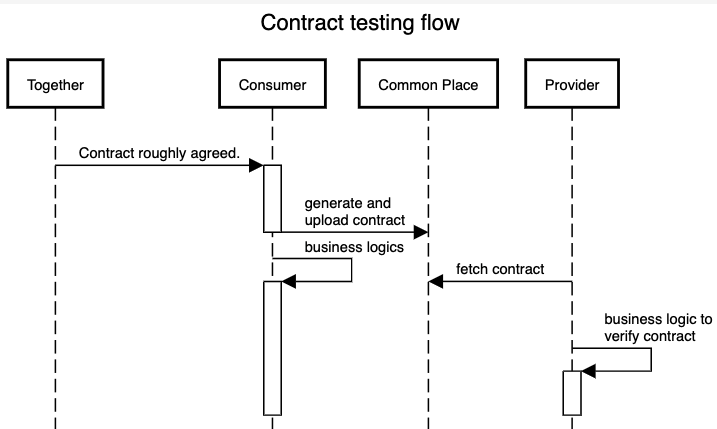 Contract testing flow
Together
Consumer
Common Place
Provider
Contract roughly agreed.
generate and
upload contract
business logics
fetch contract
business logic to
verify contract